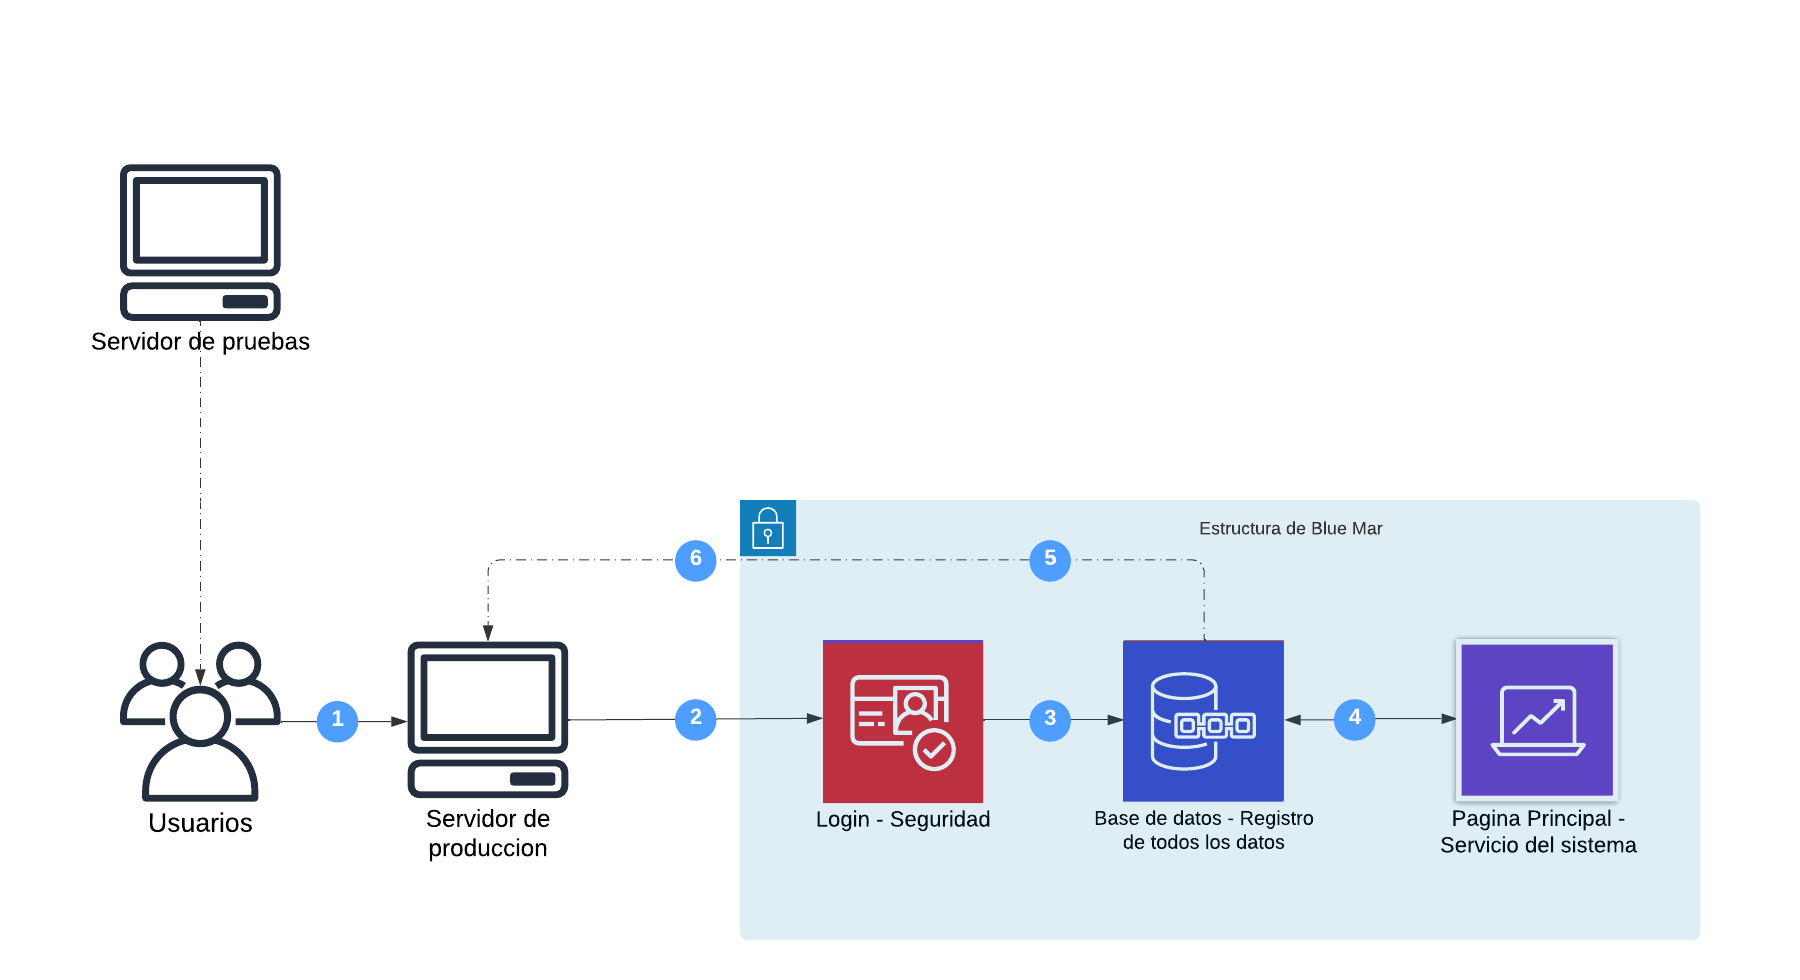 Servidor de pruebas
Estructura de Blue Mar
6
5
1
2
3
4
Usuarios
Servidor de
produccion
Login - Seguridad
Base de datos - Registro
de todos los datos
Pagina Principal -
Servicio del sistema